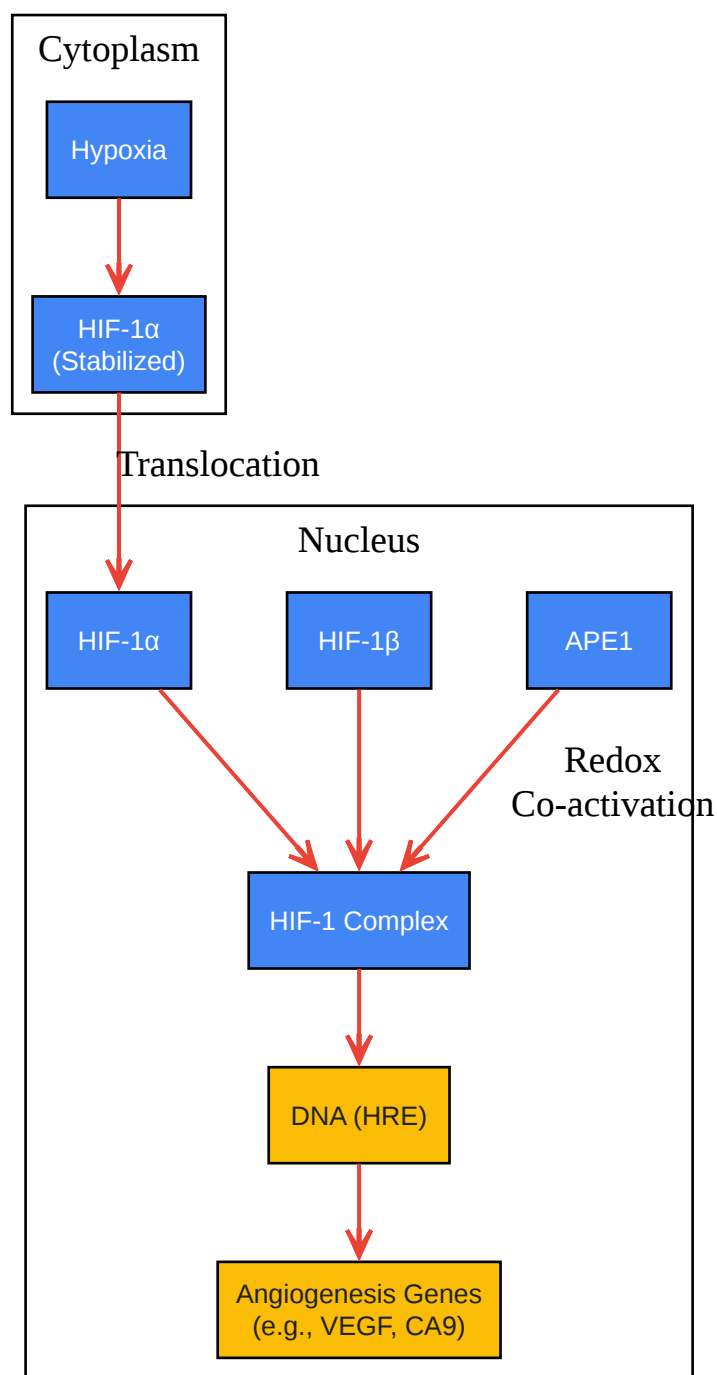 Cytoplasm
Hypoxia
HIF-1α
(Stabilized)
Translocation
Nucleus
HIF-1α
HIF-1β
APE1
Redox
Co-activation
HIF-1 Complex
DNA (HRE)
Angiogenesis Genes
(e.g., VEGF, CA9)